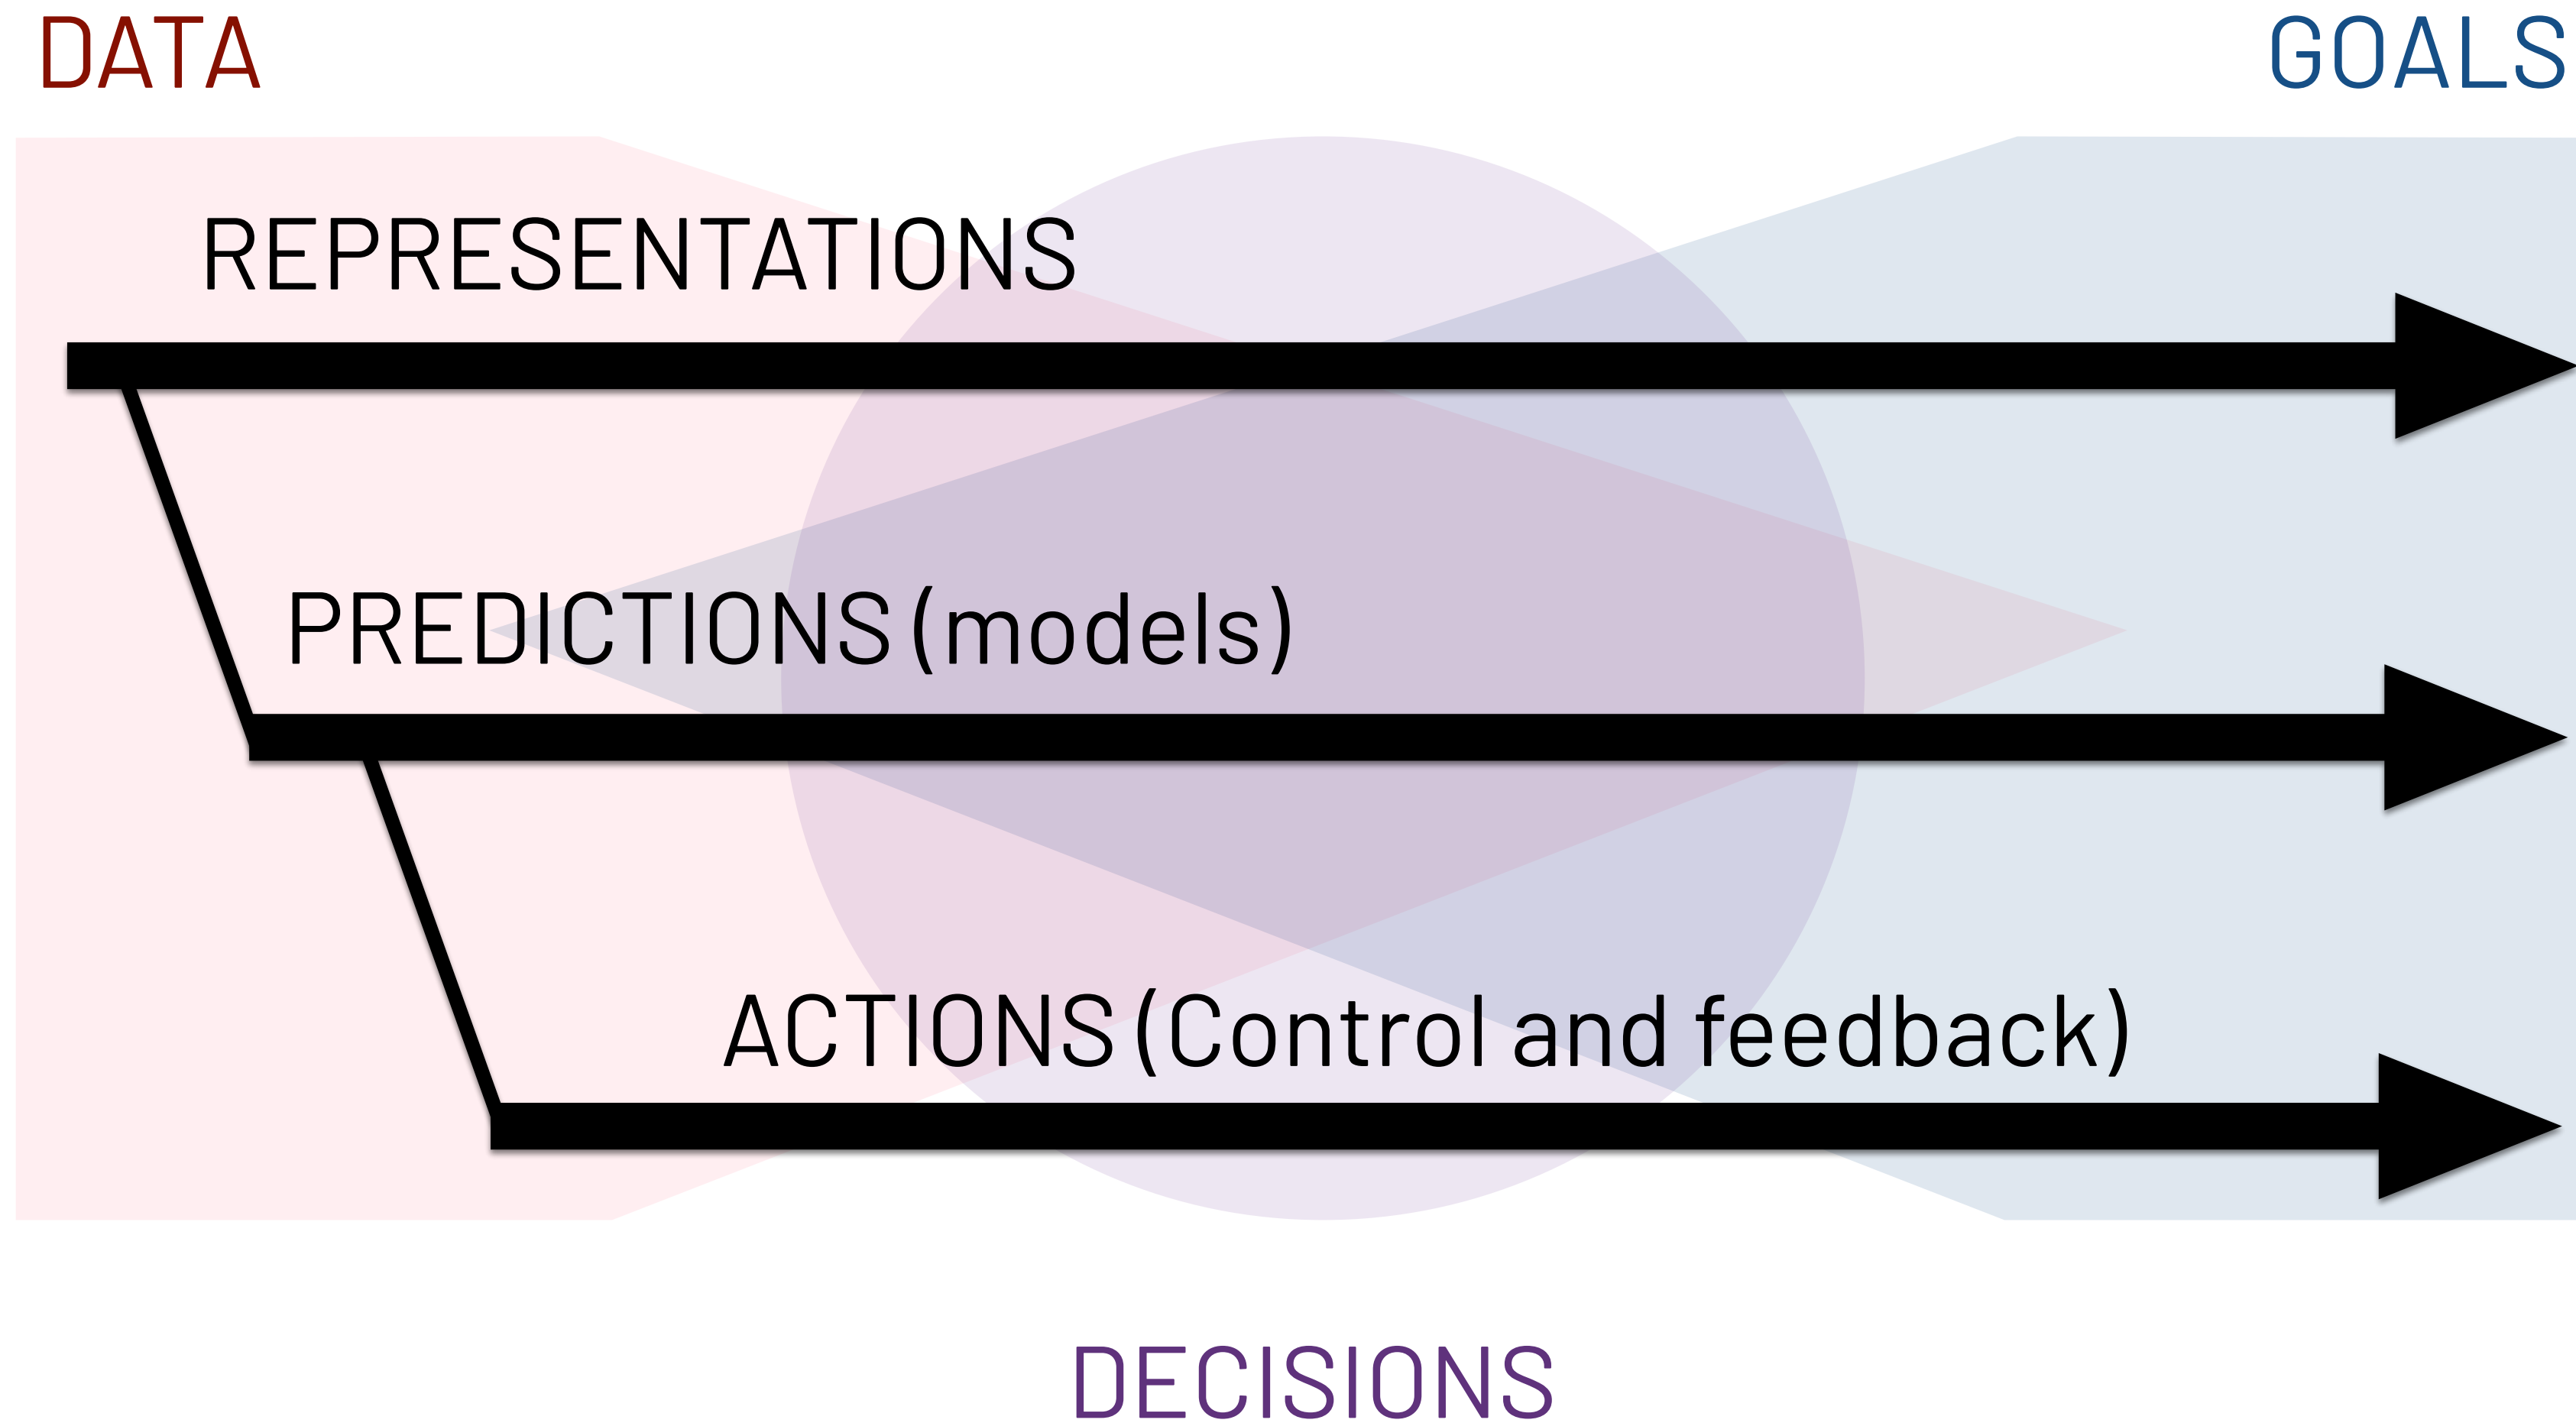 DATA
GOALS
REPRESENTATIONS
PREDICTIONS (models)
ACTIONS (Control and feedback)
DECISIONS